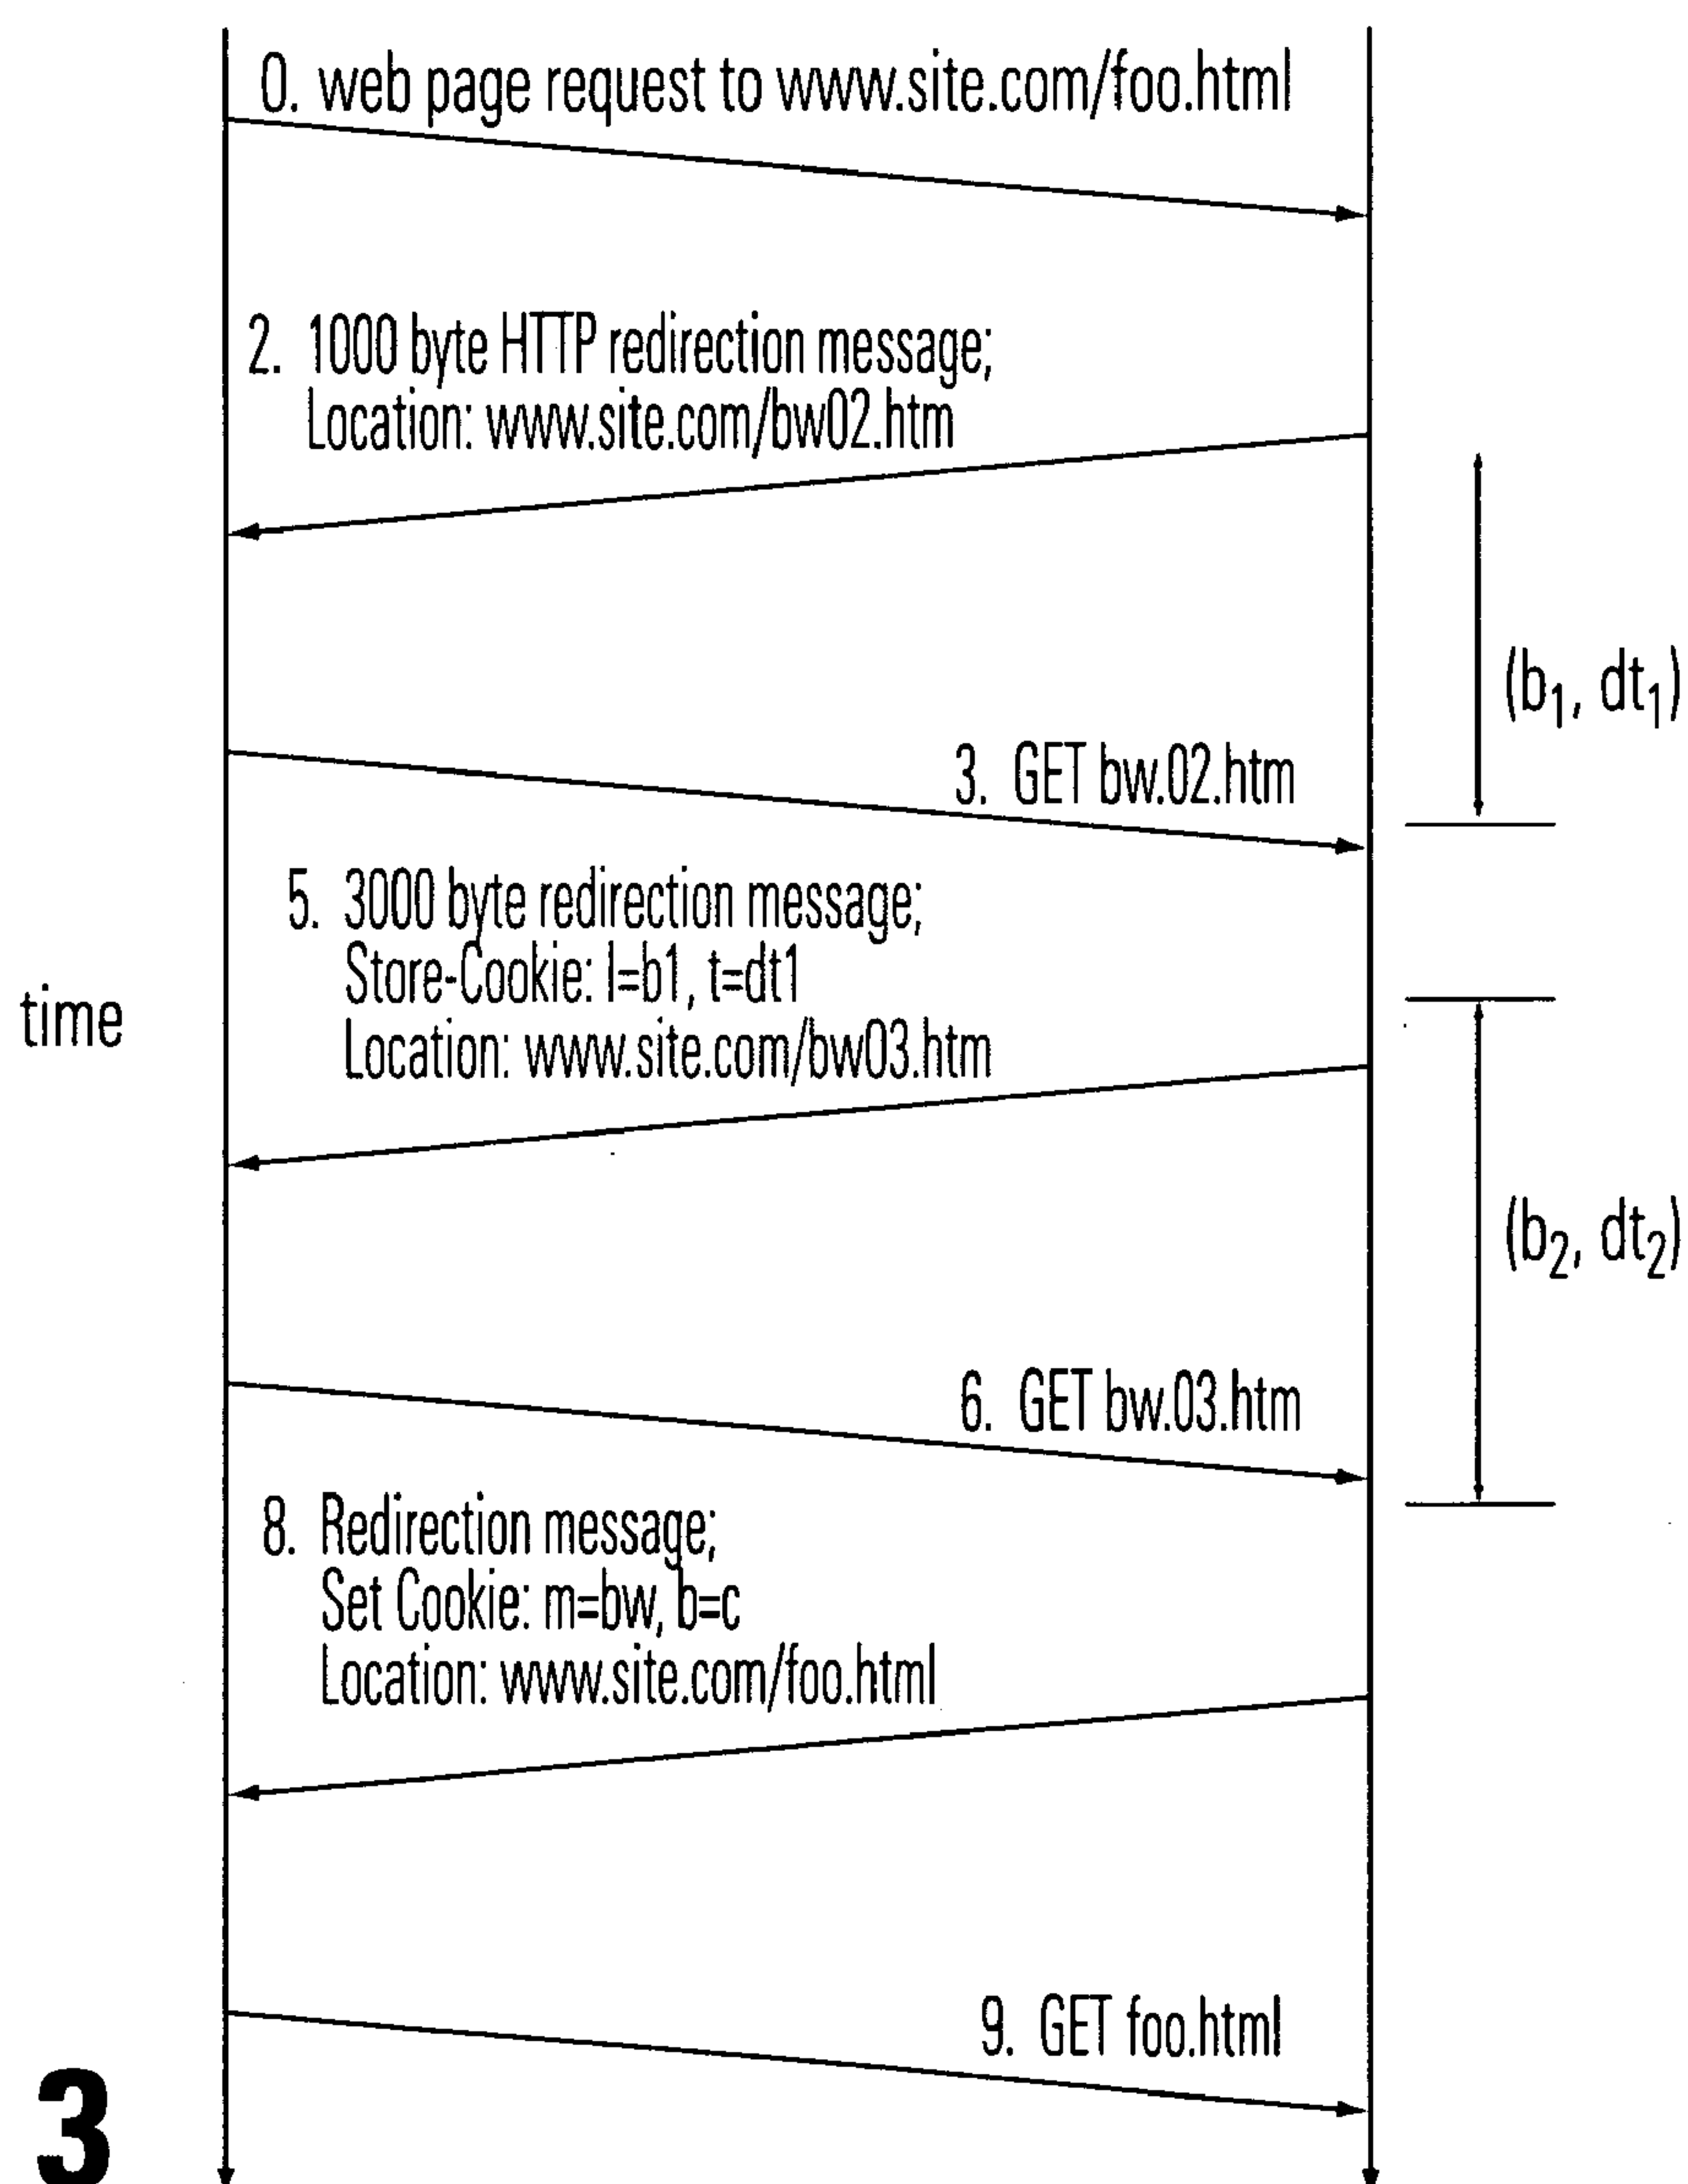 0. web page request to www.site.com/foo.html
2. 1000 byte HTTP redirection message;
Location: www.site.com/bw02.htm
(b1, dt1)
3. GET bw.02.htm
5. 3000 byte redirection message;
Store-Cookie: l=b1, t=dt1
Location: www.site.com/bw03.htm
time
(b2, dt2)
6. GET bw.03.htm
8. Redirection message;
Set Cookie: m=bw, b=c
Location: www.site.com/foo.html
9. GET foo.html
3